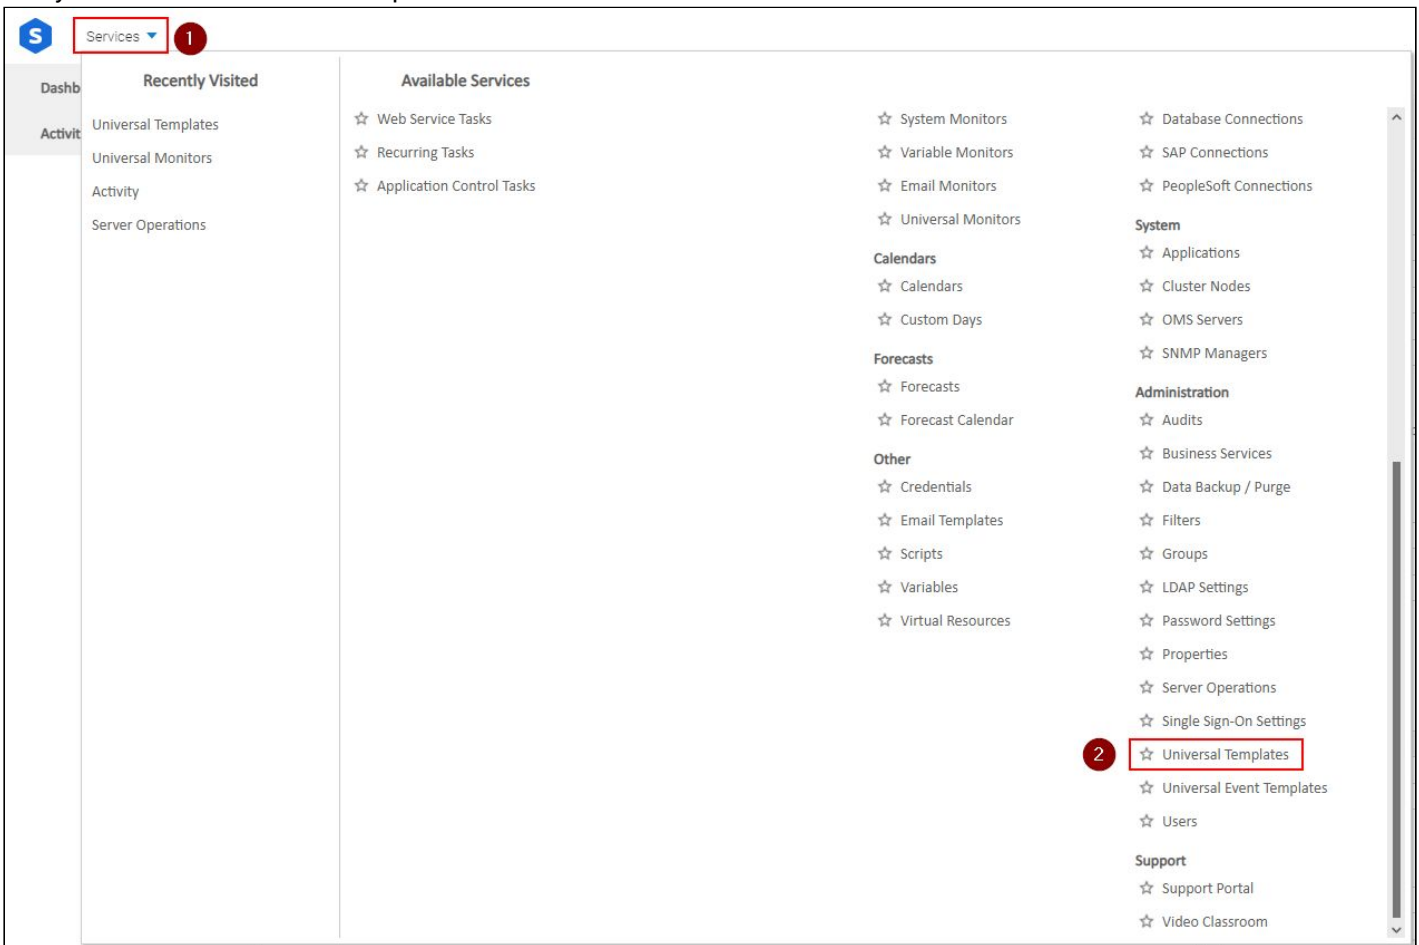 S
Services
1
Dashb
Activit
Recently Visited
Universal Templates
Universal Monitors
Activity
Server Operations
Available Services
Web Service Tasks
Recurring Tasks
Application Control Tasks
System Monitors
Variable Monitors
Email Monitors
Universal Monitors
Calendars
Calendars
Custom Days
Forecasts
Forecasts
Forecast Calendar
Other
Credentials
Email Templates
Scripts
Variables
Virtual Resources
Database Connections
SAP Connections
PeopleSoft Connections
System
Applications
Cluster Nodes
OMS Servers
SNMP Managers
Administration
Audits
Business Services
Data Backup / Purge
Filters
Groups
LDAP Settings
Password Settings
Properties
Server Operations
Single Sign-On Settings
2
Universal Templates
Universal Event Templates
Users
Support
Support Portal
Video Classroom